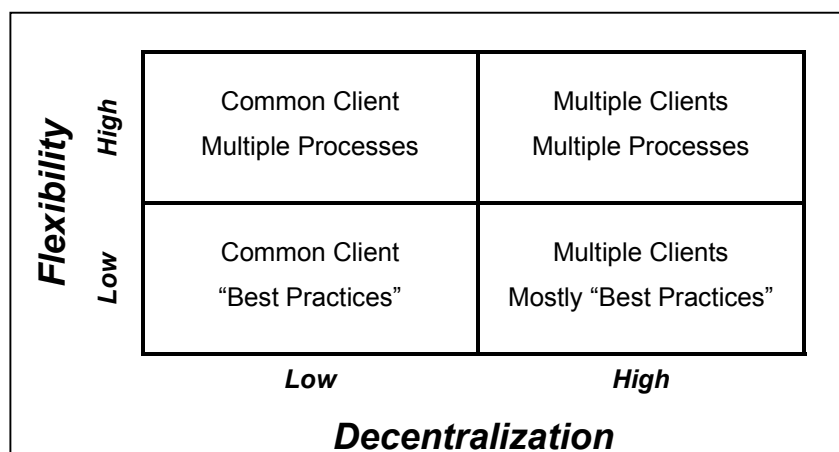 Flexibility
High
Common Client
Multiple Processes
Multiple Clients
Multiple Processes
Low
Common Client
“Best Practices”
Multiple Clients
Mostly “Best Practices”
Low
High
Decentralization